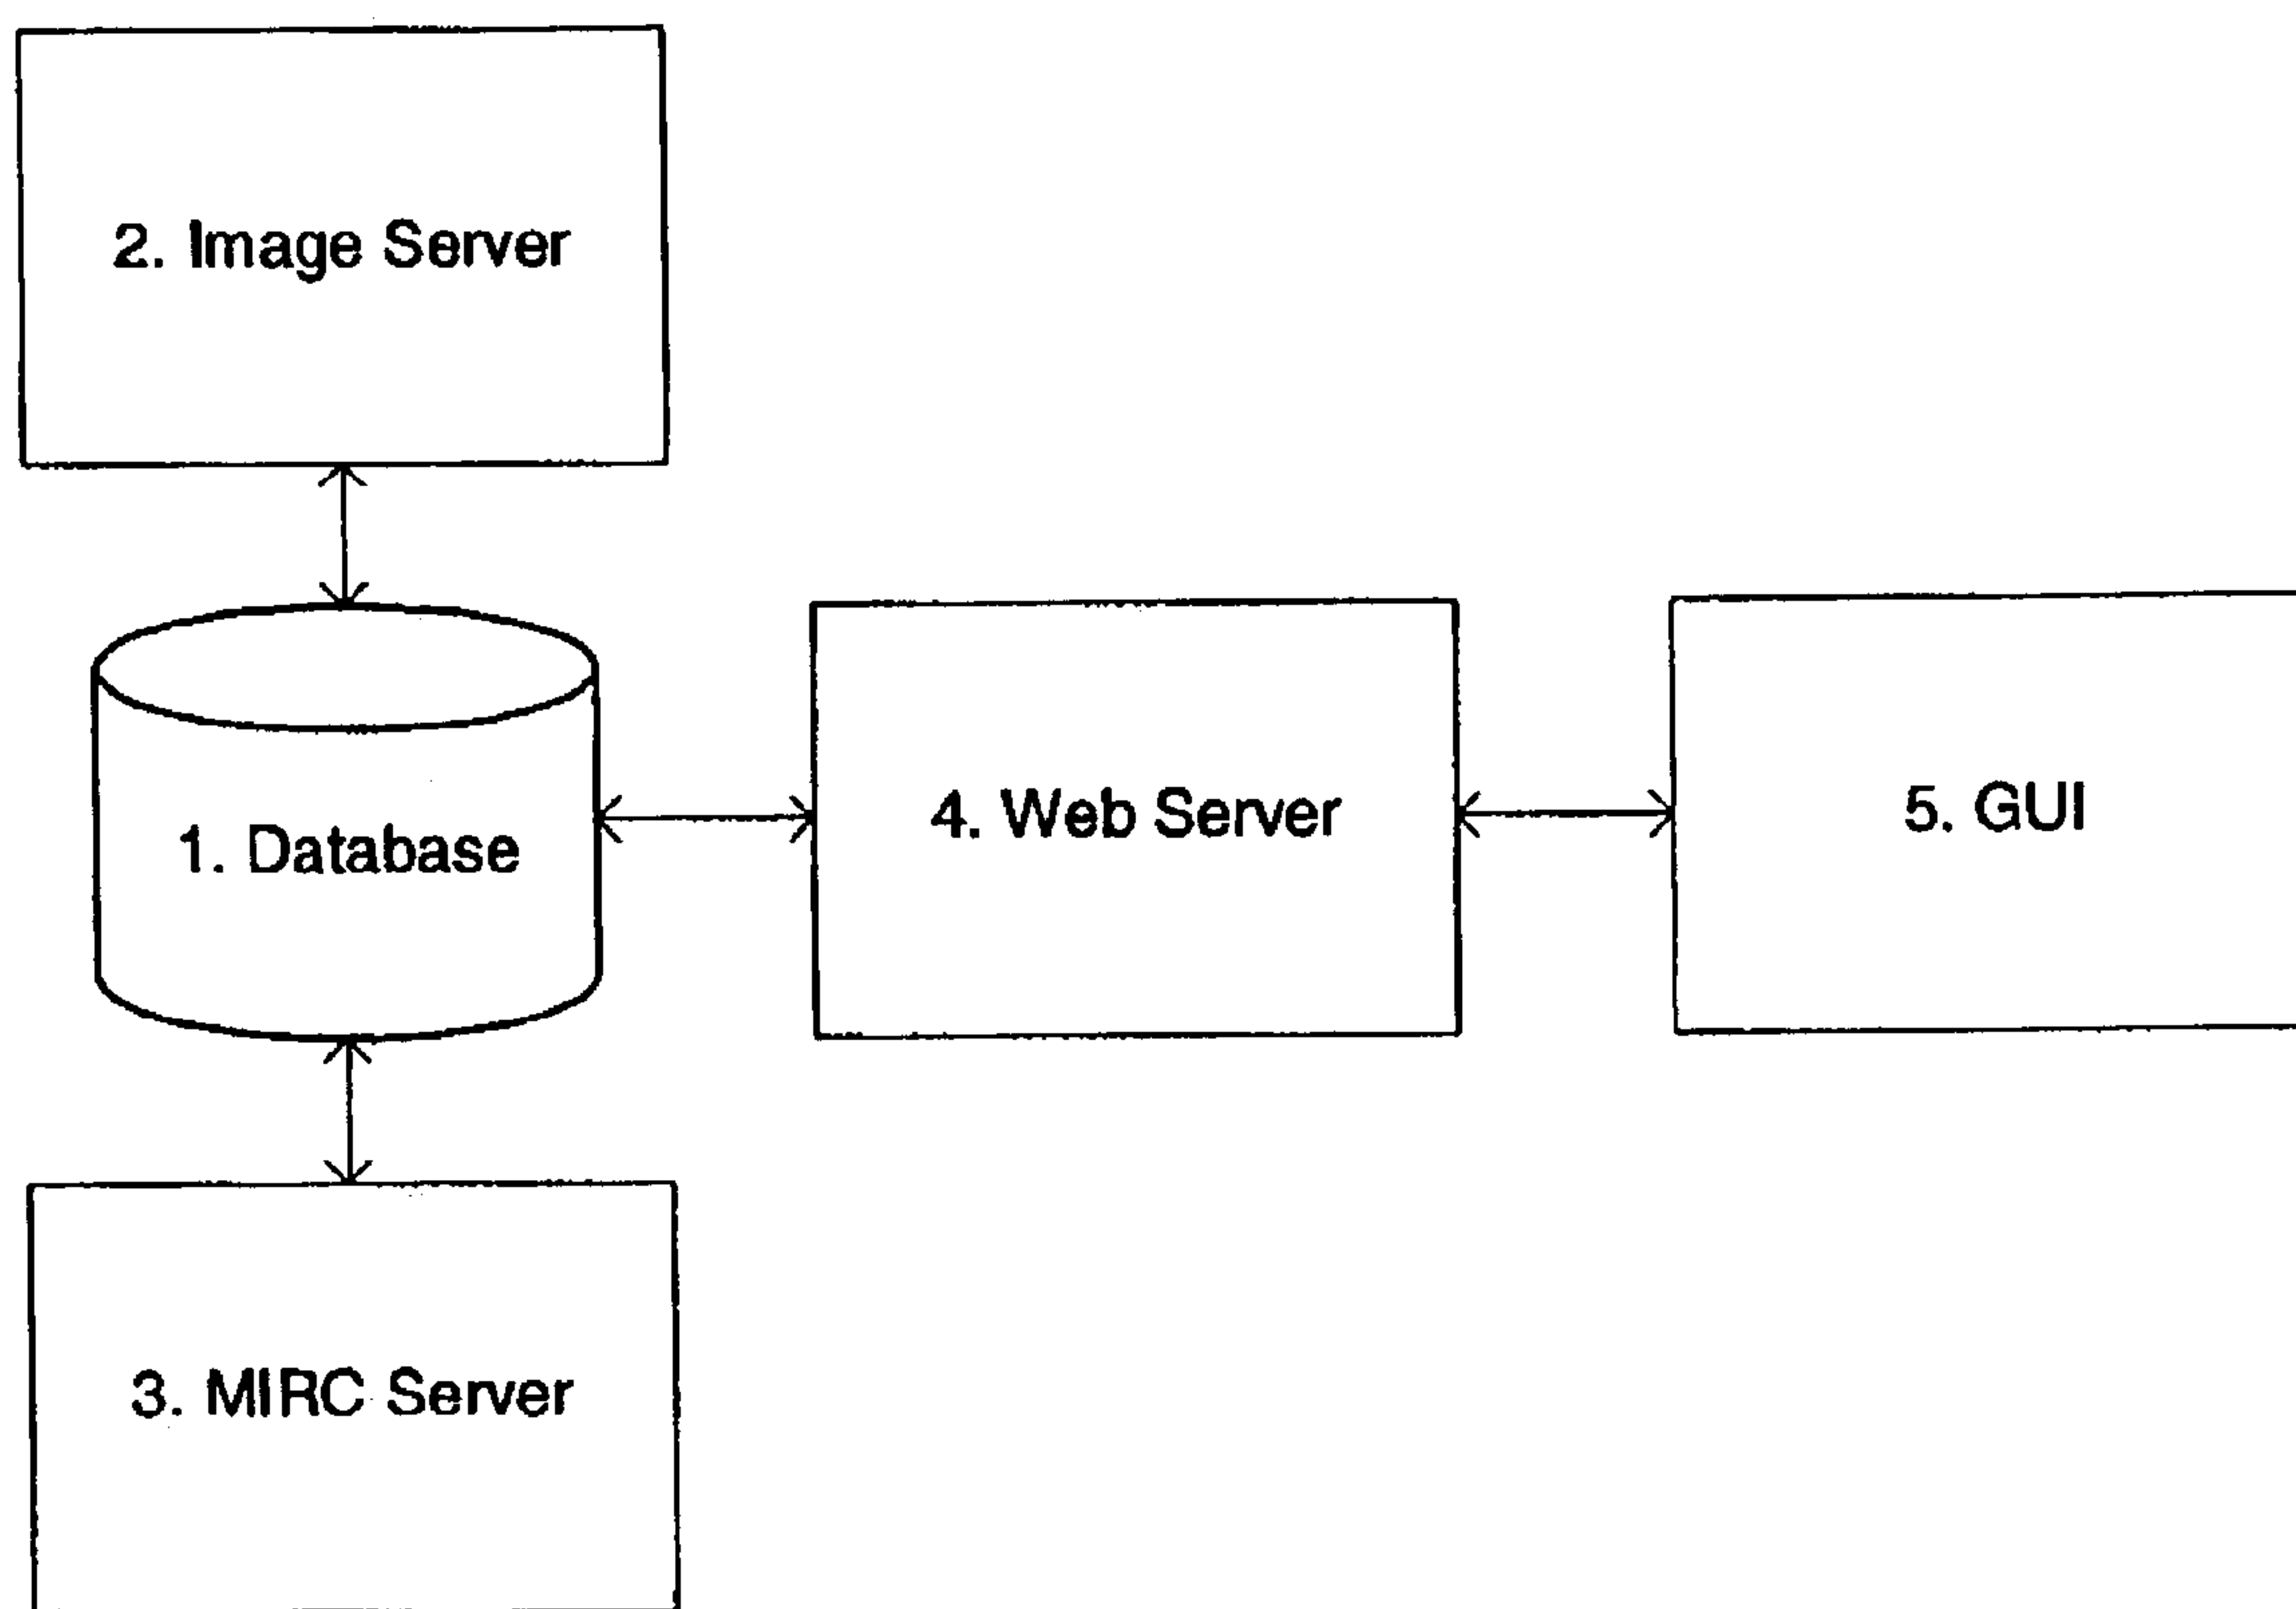 2. Image Server
1. Database
4. Web Server
5. GUI
3. MIRC Server